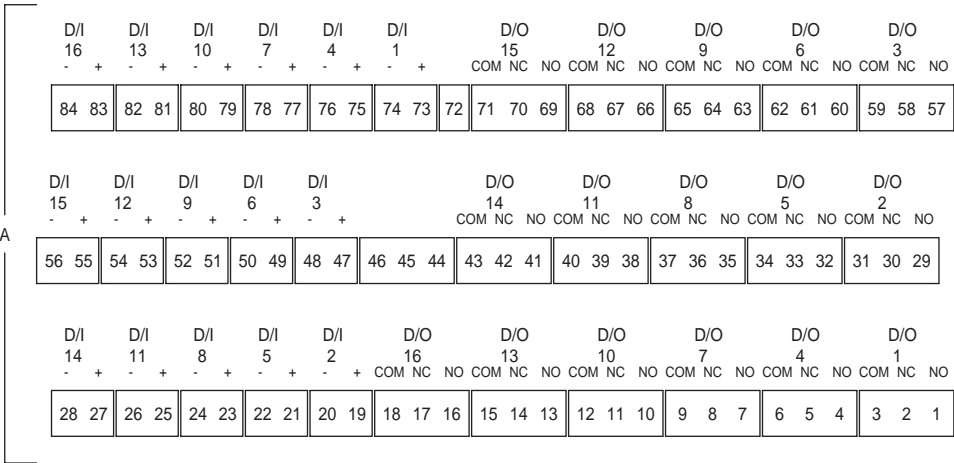 D/I D/I D/I D/I D/I D/I D/O D/O D/O D/O D/O
16 13 10 7 4 1 15 12 9 6 3
- + - + - + - + - + - + COM NC NO COM NC NO COM NC NO COM NC NO COM NC NO
84 83 82 81 80 79 78 77 76 75 74 73 72 71 70 69 68 67 66 65 64 63 62 61 60 59 58 57
D/I D/I D/I D/I D/I D/O D/O D/O D/O D/O
15 12 9 6 3 14 11 8 5 2
- + - + - + - + - + COM NC NO COM NC NO COM NC NO COM NC NO COM NC NO
A
56 55 54 53 52 51 50 49 48 47 46 45 44 43 42 41 40 39 38 37 36 35 34 33 32 31 30 29
D/I D/I D/I D/I D/I D/O D/O D/O D/O D/O D/O
14 11 8 5 2 16 13 10 7 4 1
- + - + - + - + - + COM NC NO COM NC NO COM NC NO COM NC NO COM NC NO COM NC NO
28 27 26 25 24 23 22 21 20 19 18 17 16 15 14 13 12 11 10 9 8 7 6 5 4 3 2 1